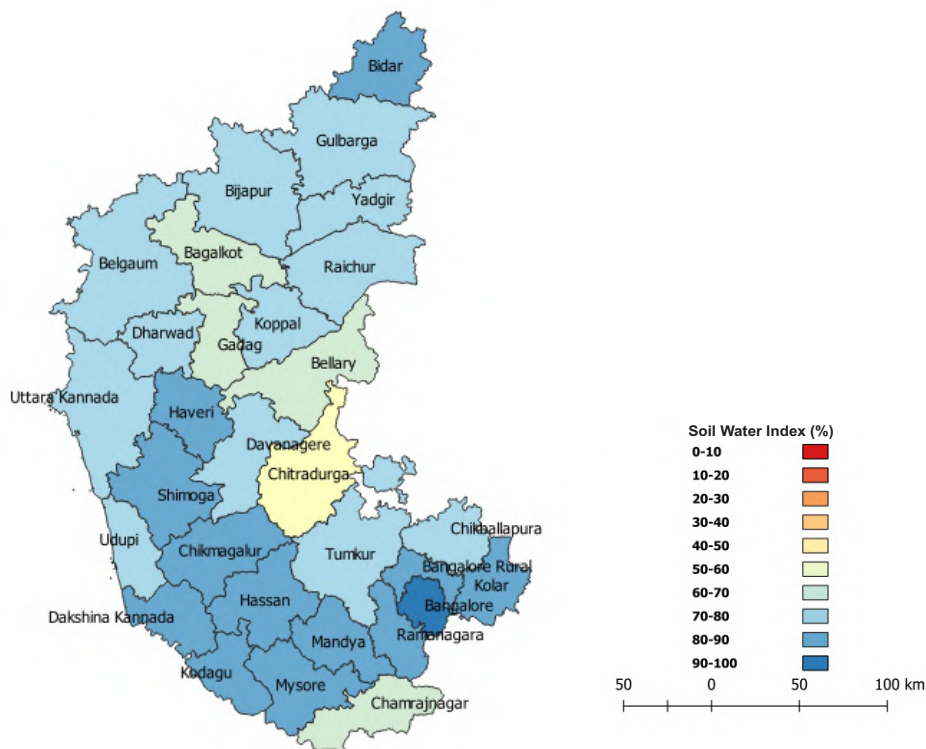 Bidar
Gulbarga
Bijapur
Yadgir
Bagalkot
Belgaum
Raichur
Koppal
Dharwad
Gadag
Bellary
Uttara Kannada
Haveri
Davanagere
Chitradurga
Shimoga
Chikballapura
Udupi
Chikmagalur
Tumkur
Bangalore Rural
Kolar
Hassan
Bangalore
Dakshina Kannada
Mandya
Ramanagara
Kodagu
Mysore
Chamrajnagar
Soil Water Index (%)
0-10
10-20
20-30
30-40
40-50
50-60
60-70
70-80
80-90
90-100
50 0 50 100 km